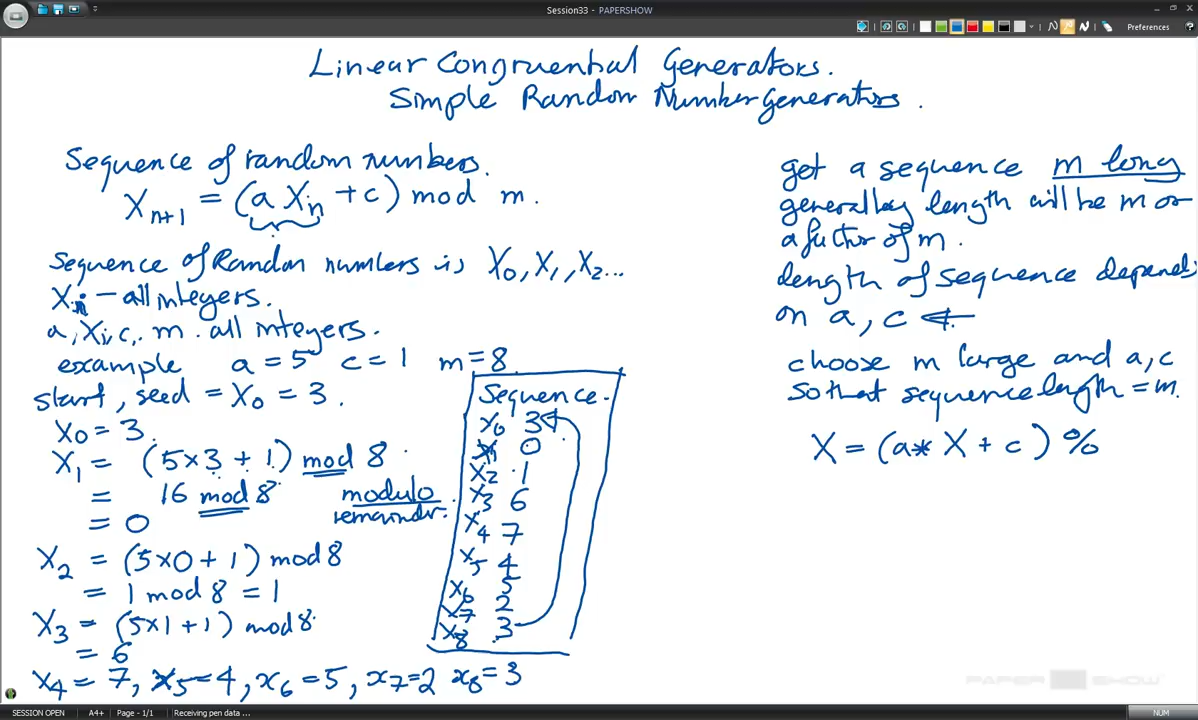 Session33 - PAPERSHOW
Preferences
Linear Congruential Generators.
Simple Random Number Generators.
Sequence of random numbers.
Xn+1 = (a Xn + c) mod m.
Sequence of Random numbers is X0, X1, X2...
Xi - all integers.
a, Xi, c, m. all integers.
example a = 5 c = 1 m = 8
start, seed = X0 = 3.
X0 = 3.
X1 = (5 x 3 + 1) mod 8
= 16 mod 8
= 0
modulo
remainder.
X2 = (5x0 + 1) mod 8
= 1 mod 8 = 1
X3 = (5x1 + 1) mod 8
= 6
X4 = 7, X5 = 4, x6 = 5, x7 = 2 x8 = 3
Sequence.
X0 3
X1 0
X2 1
X3 6
X4 7
X5 4
X6 5
X7 2
X8 3
get a sequence m long
generally length will be m or
a factor of m.
length of sequence depends
on a, c
choose m large and a, c
so that sequence length = m.
X = (a* X + c) %
PAPER SHOW
SESSION OPEN A4+ Page - 1/1 Receiving pen data ... NUM